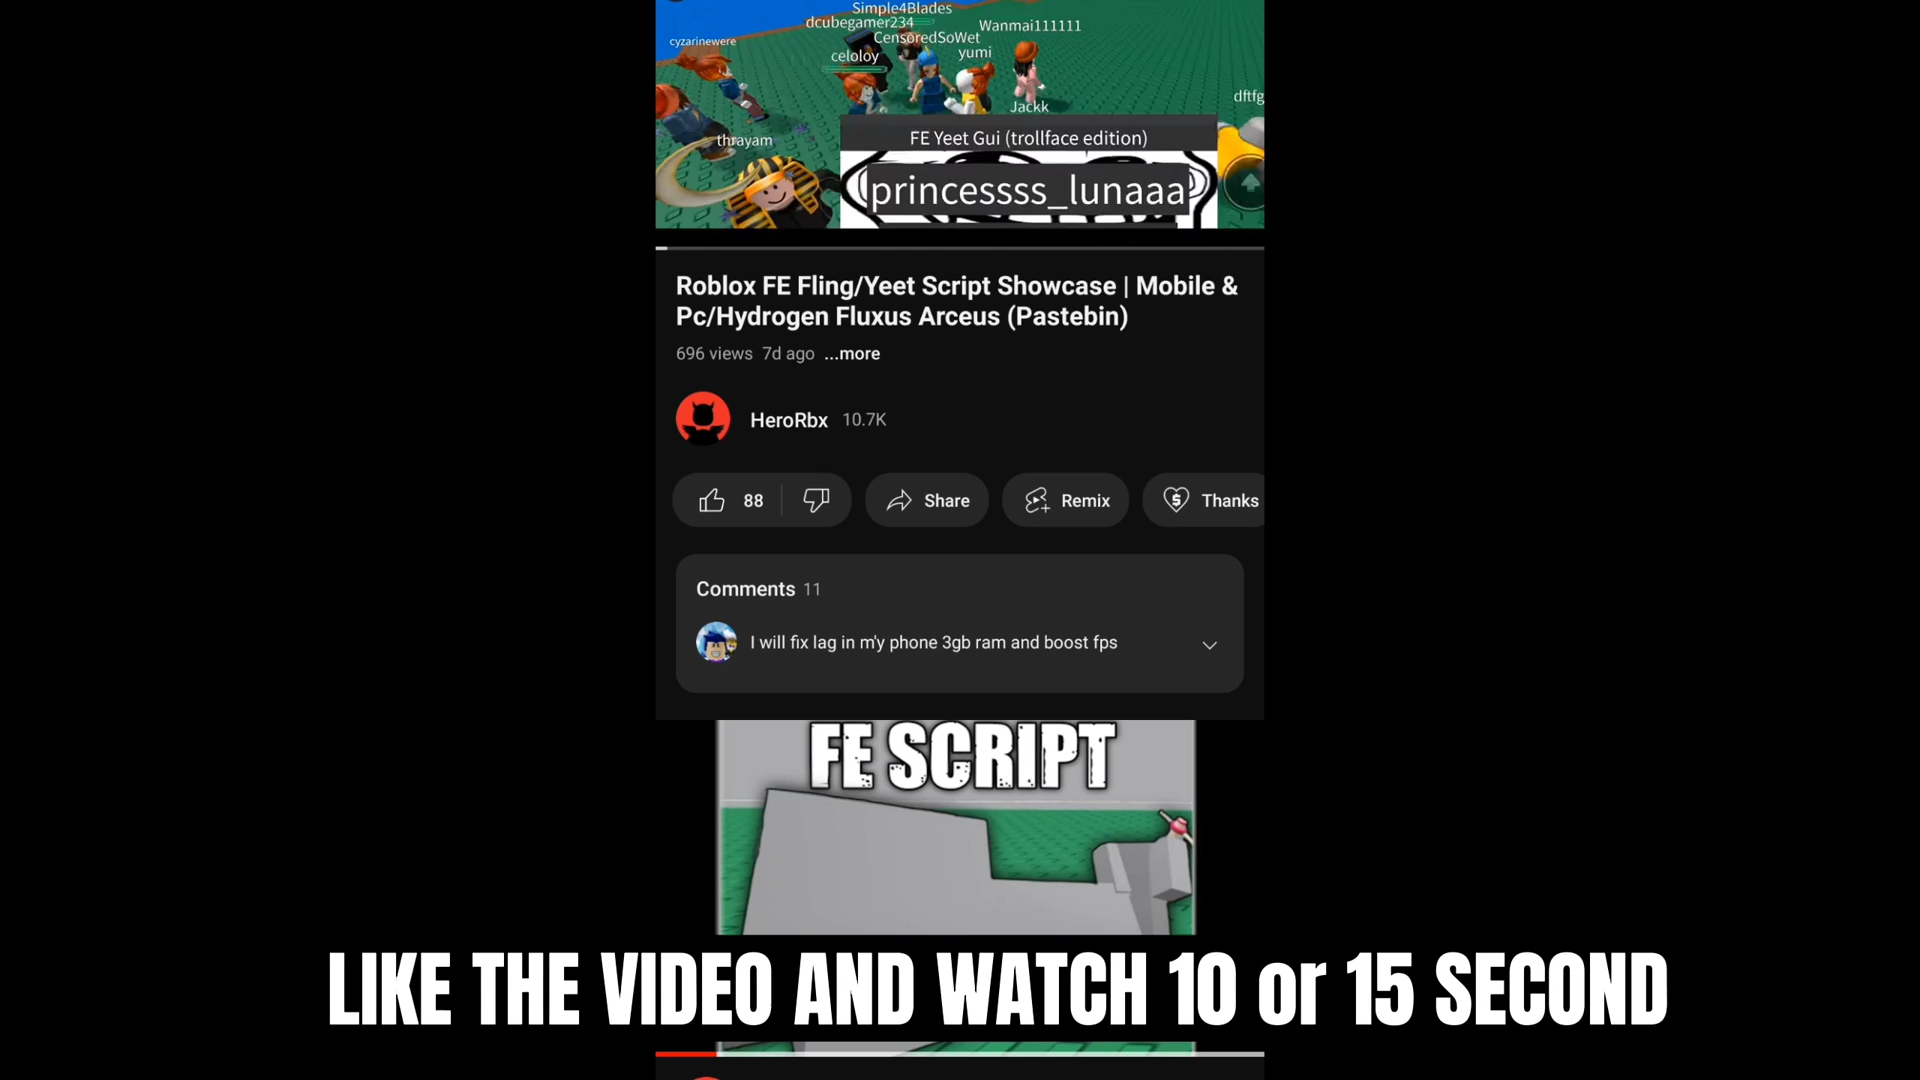 Simple4Blades
dcubegamer234
Wanmai111111
CensoredSoWet
cyzarinewere
celoloy
yumi
dftfg
Jackk
thrayam
FE Yeet Gui (trollface edition)
princessss_lunaaa
Roblox FE Fling/Yeet Script Showcase | Mobile &
Pc/Hydrogen Fluxus Arceus (Pastebin)
696 views 7d ago ...more
HeroRbx 10.7K
88 Share Remix Thanks
Comments 11
I will fix lag in m'y phone 3gb ram and boost fps
FE SCRIPT
LIKE THE VIDEO AND WATCH 10 or 15 SECOND